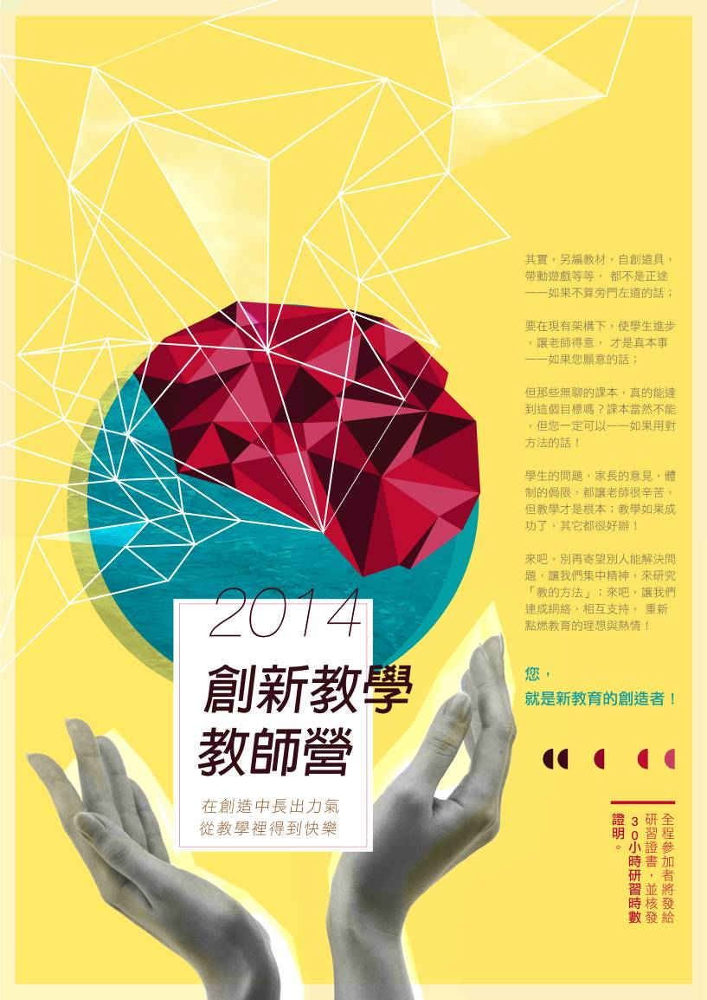 其實，另編教材，自創道具，
帶動遊戲等等， 都不是正途
——如果不算旁門左道的話；
要在現有架構下，使學生進步
，讓老師得意， 才是真本事
——如果您願意的話；
但那些無聊的課本，真的能達
到這個目標嗎？課本當然不能
，但您一定可以——如果用對
方法的話！
學生的問題，家長的意見，體
制的侷限，都讓老師很辛苦，
但教學才是根本；教學如果成
功了，其它都很好辦！
來吧，別再寄望別人能解決問
題，讓我們集中精神，來研究
「教的方法」；來吧，讓我們
連成網絡，相互支持， 重新
點燃教育的理想與熱情！
您，
就是新教育的創造者！
2014
創新教學
教師營
在創造中長出力氣
從教學裡得到快樂
全程參加者將發給
研習證書，並核發
30小時研習時數
證明。